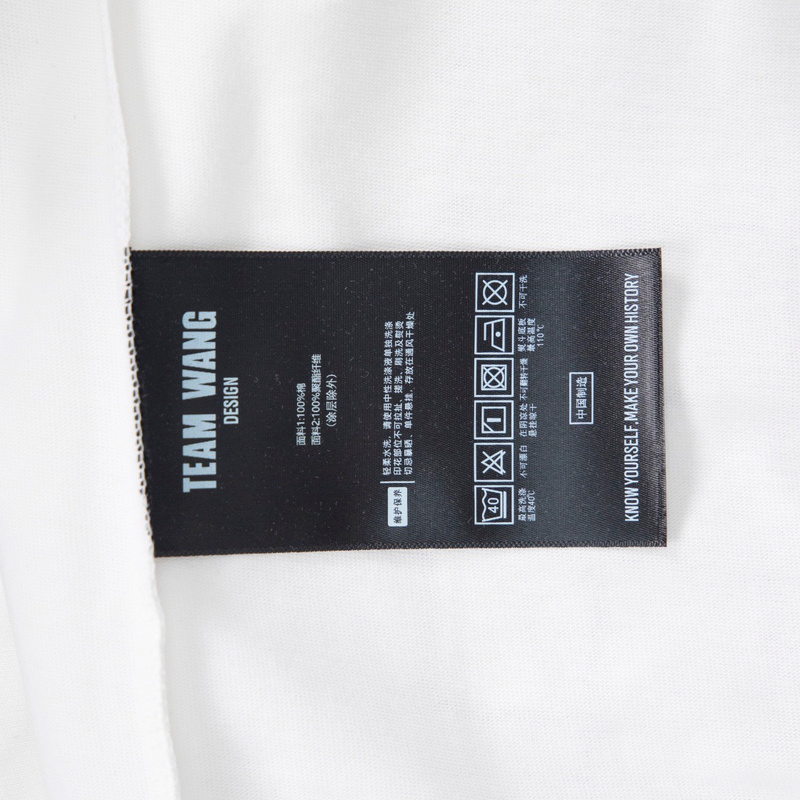 TEAM WANG
DESIGN
面料1:100%棉
面料2:100%聚酯纤维
(涂层除外)
维护保养
轻柔水洗，请使用中性洗涤液单独洗涤
印花部位不可拉扯、搓洗、刷洗及熨烫
切忌暴晒，单件悬挂，存放在通风干燥处
40
最高洗涤
温度40℃
不可漂白
在阴凉处
悬挂晾干
不可翻转干燥
熨斗底板
最高温度
110℃
不可干洗
中国制造
KNOW YOURSELF,MAKE YOUR OWN HISTORY